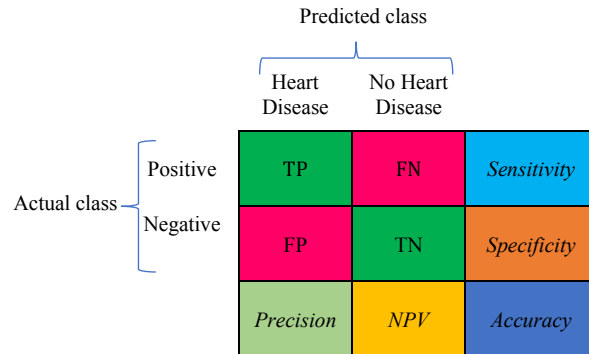 Predicted class
Heart
Disease
No Heart
Disease
Actual class
Positive
TP
FN
Sensitivity
Negative
FP
TN
Specificity
Precision
NPV
Accuracy